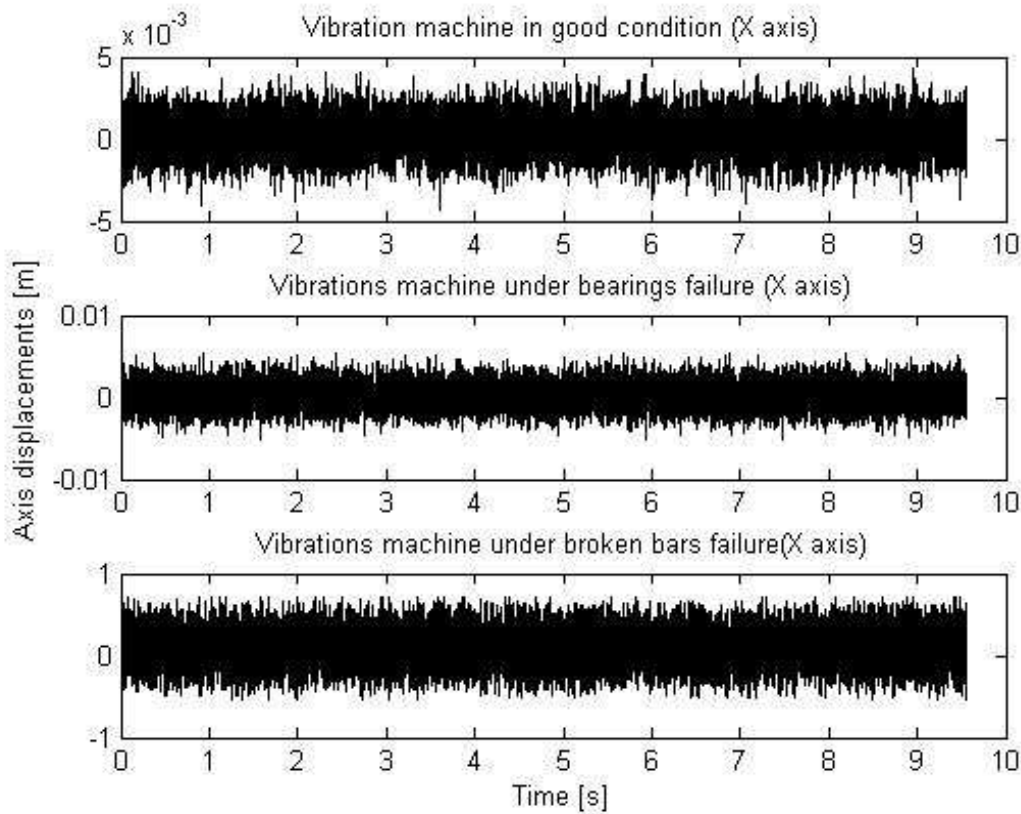 x 10^-3
Vibration machine in good condition (X axis)
5
0
-5
0 1 2 3 4 5 6 7 8 9 10
Vibrations machine under bearings failure (X axis)
0.01
0
-0.01
0 1 2 3 4 5 6 7 8 9 10
Axis displacements [m]
Vibrations machine under broken bars failure(X axis)
1
0
-1
0 1 2 3 4 5 6 7 8 9 10
Time [s]